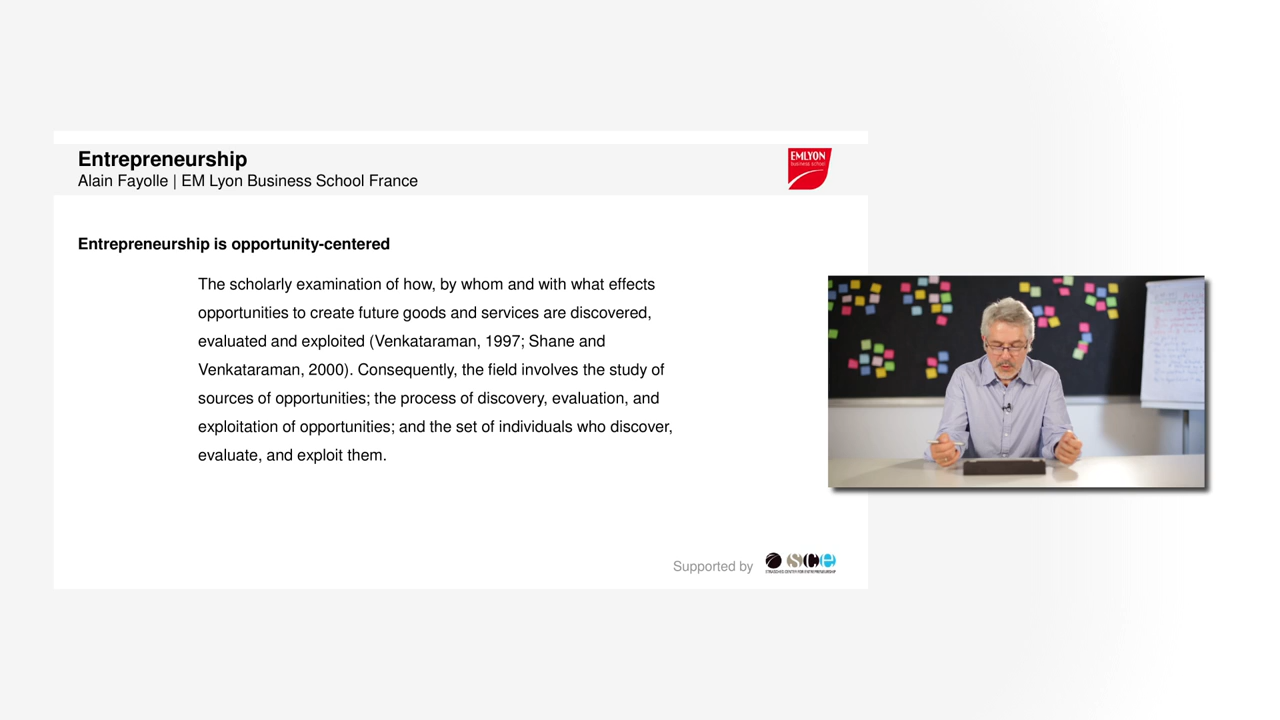 Entrepreneurship
Alain Fayolle | EM Lyon Business School France
EMLYON
business school
Entrepreneurship is opportunity-centered
The scholarly examination of how, by whom and with what effects
opportunities to create future goods and services are discovered,
evaluated and exploited (Venkataraman, 1997; Shane and
Venkataraman, 2000). Consequently, the field involves the study of
sources of opportunities; the process of discovery, evaluation, and
exploitation of opportunities; and the set of individuals who discover,
evaluate, and exploit them.
Supported by
sce